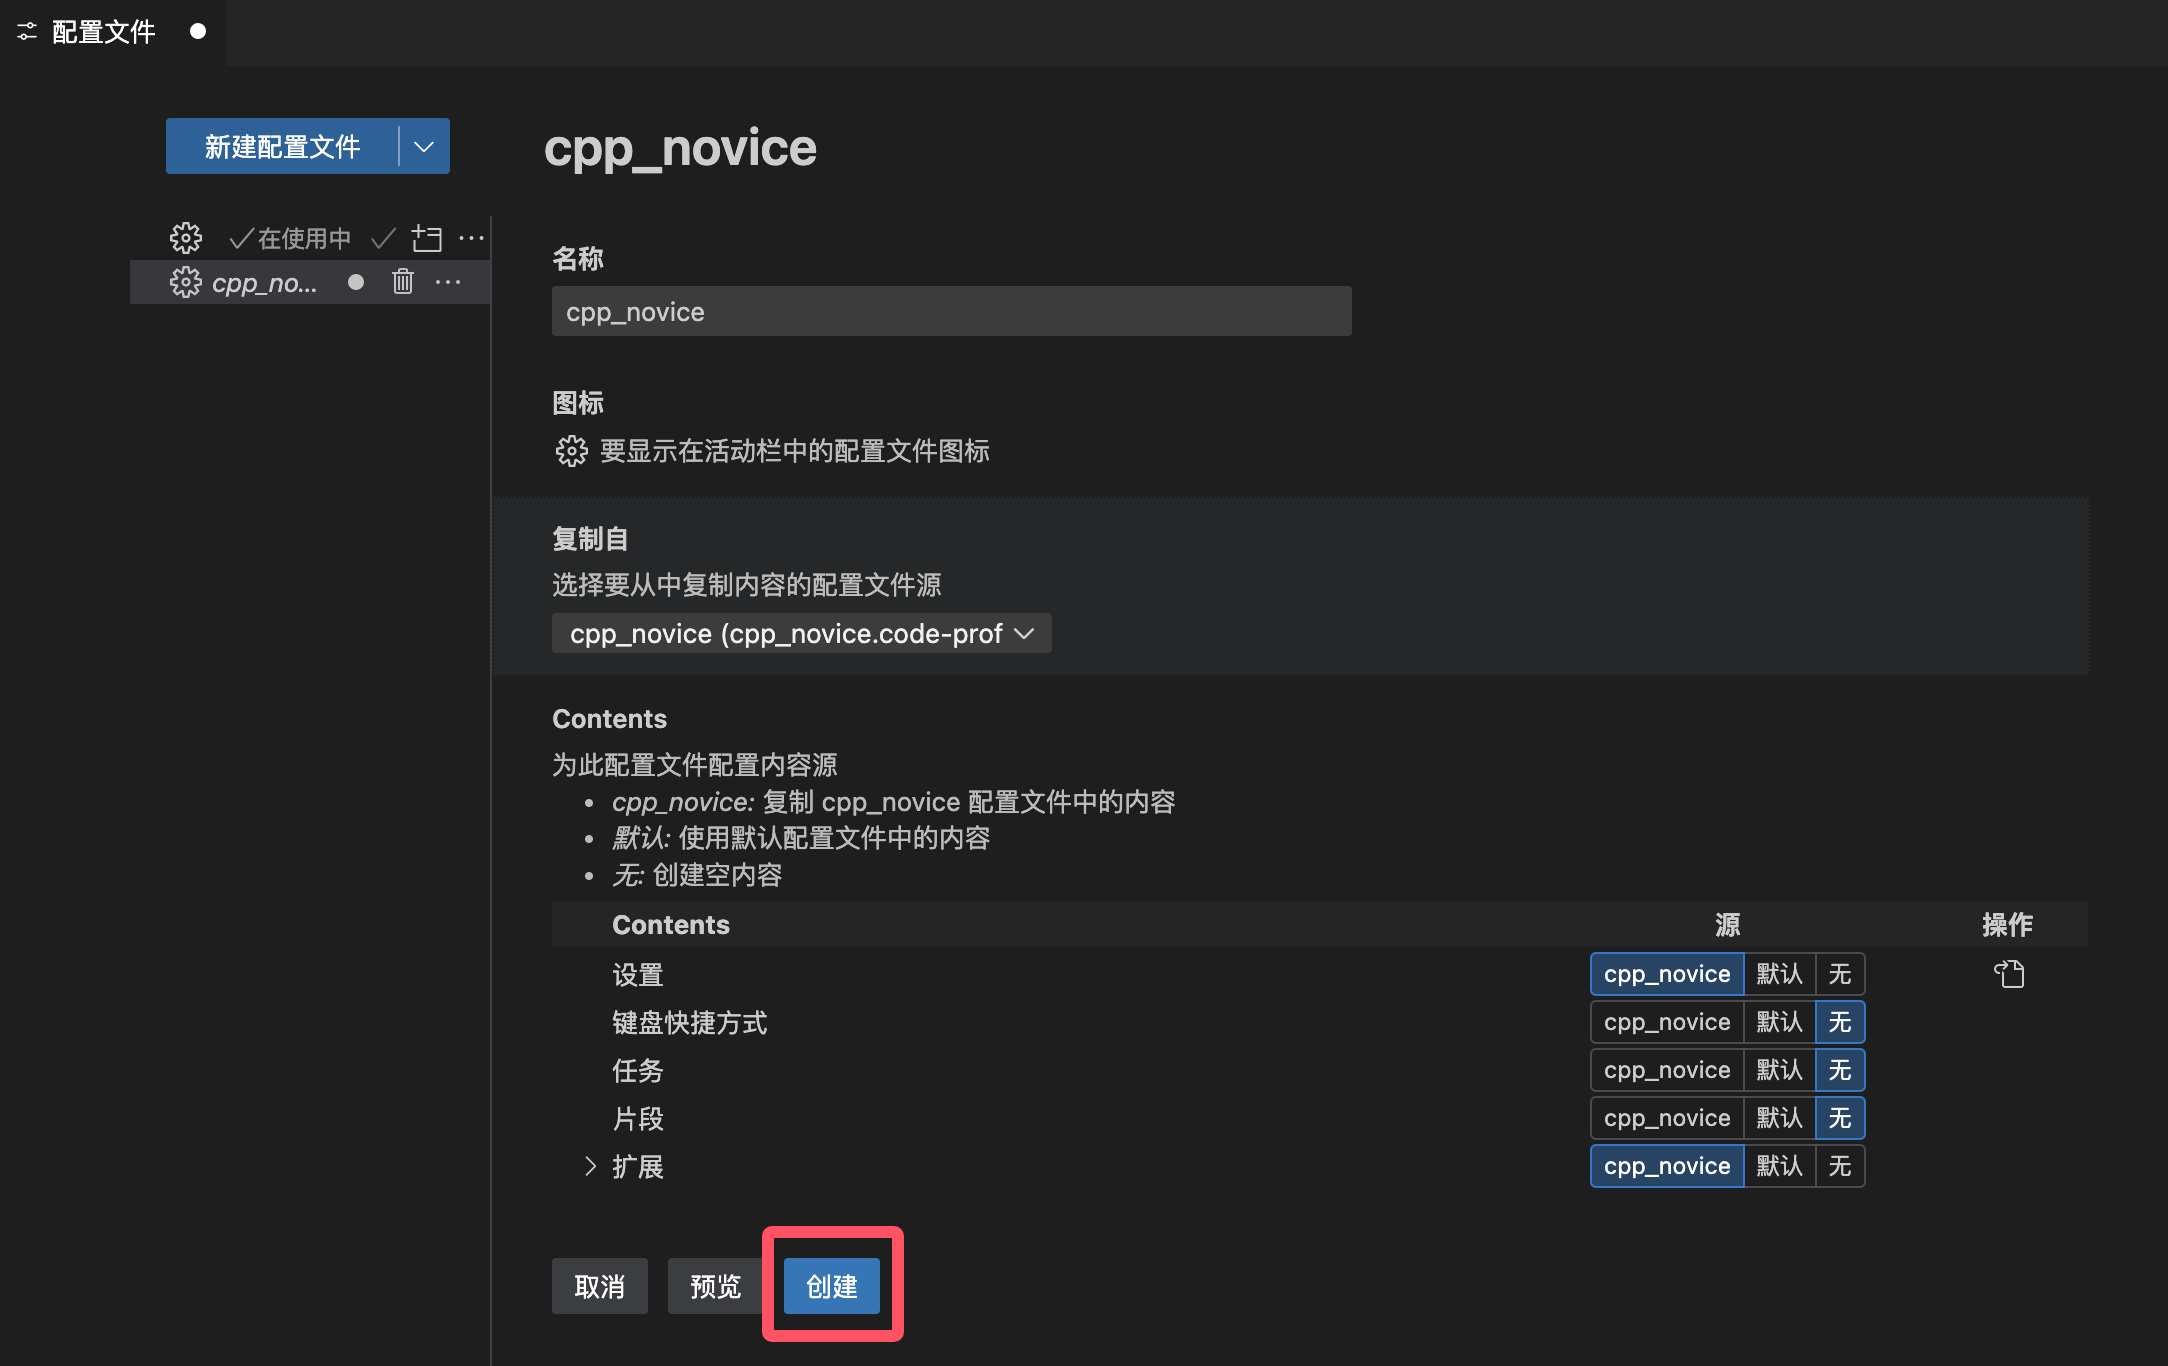 配置文件
新建配置文件
cpp_novice
在使用中
cpp_no...
名称
cpp_novice
图标
要显示在活动栏中的配置文件图标
复制自
选择要从中复制内容的配置文件源
cpp_novice (cpp_novice.code-prof
Contents
为此配置文件配置内容源
• cpp_novice: 复制 cpp_novice 配置文件中的内容
• 默认: 使用默认配置文件中的内容
• 无: 创建空内容
Contents 源 操作
设置 cpp_novice 默认 无
键盘快捷方式 cpp_novice 默认 无
任务 cpp_novice 默认 无
片段 cpp_novice 默认 无
扩展 cpp_novice 默认 无
取消 预览 创建